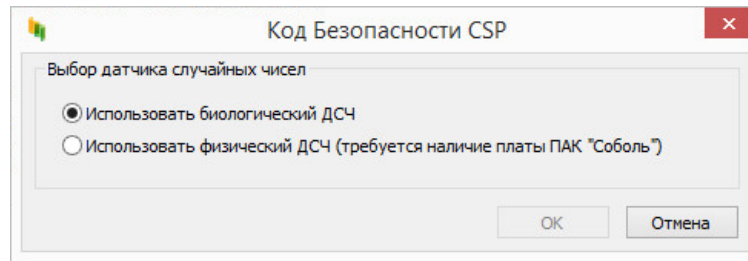 Код Безопасности CSP
Выбор датчика случайных чисел
Использовать биологический ДСЧ
Использовать физический ДСЧ (требуется наличие платы ПАК "Соболь")
ОК
Отмена